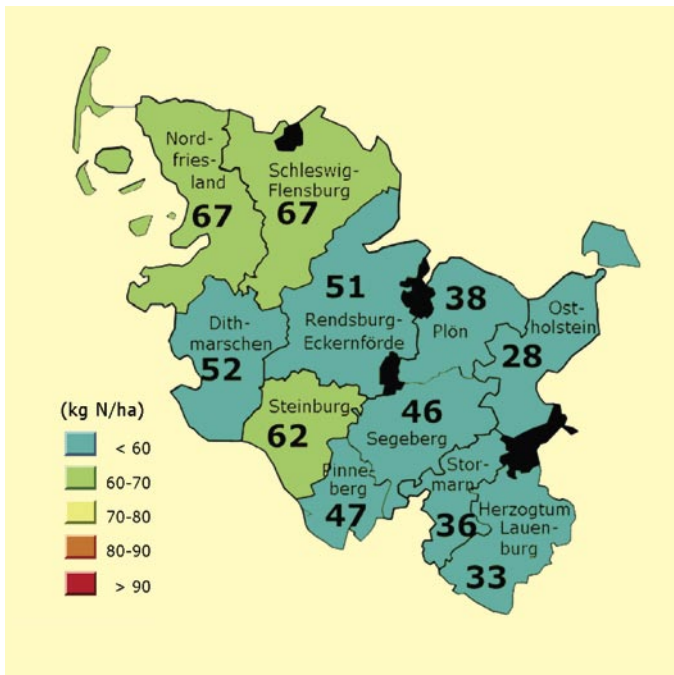 Nord-
fries-
land
67
Schleswig-
Flensburg
67
51
Rendsburg-
Eckernförde
38
Plön
Ost-
holstein
28
Dith-
marschen
52
Steinburg
62
46
Segeberg
Pinne-
berg
47
Stor-
marn
36
Herzogtum
Lauen-
burg
33
(kg N/ha)
< 60
60-70
70-80
80-90
> 90